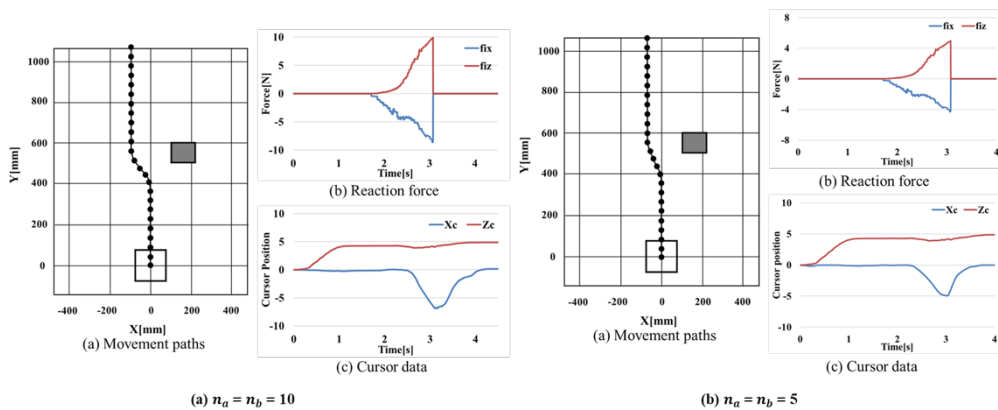 1000
800
600
400
200
0
Y[mm]
-400 -200 0 200 400
X[mm]
(a) Movement paths
10
5
0
-5
-10
Force[N]
fix
fiz
0 1 2 3 4
Time[s]
(b) Reaction force
10
5
0
-5
-10
Cursor Position
Xc Zc
0 1 2 3 4
Time[s]
(c) Cursor data
(a) nₐ = n_b = 10
1000
800
600
400
200
0
Y[mm]
-400 -200 0 200 400
X[mm]
(a) Movement paths
8
4
0
-4
-8
Force[N]
fix
fiz
0 1 2 3 4
Time[s]
(b) Reaction force
10
5
0
-5
-10
Cursor position
Xc Zc
0 1 2 3 4
Time[s]
(c) Cursor data
(b) nₐ = n_b = 5